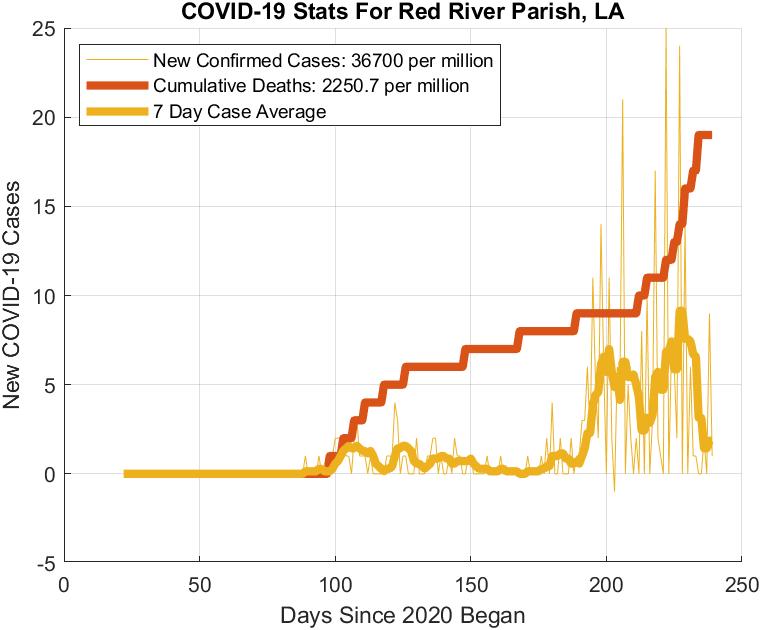 COVID-19 Stats For Red River Parish, LA
New Confirmed Cases: 36700 per million
Cumulative Deaths: 2250.7 per million
7 Day Case Average
New COVID-19 Cases
25
20
15
10
5
0
-5
0 50 100 150 200 250
Days Since 2020 Began